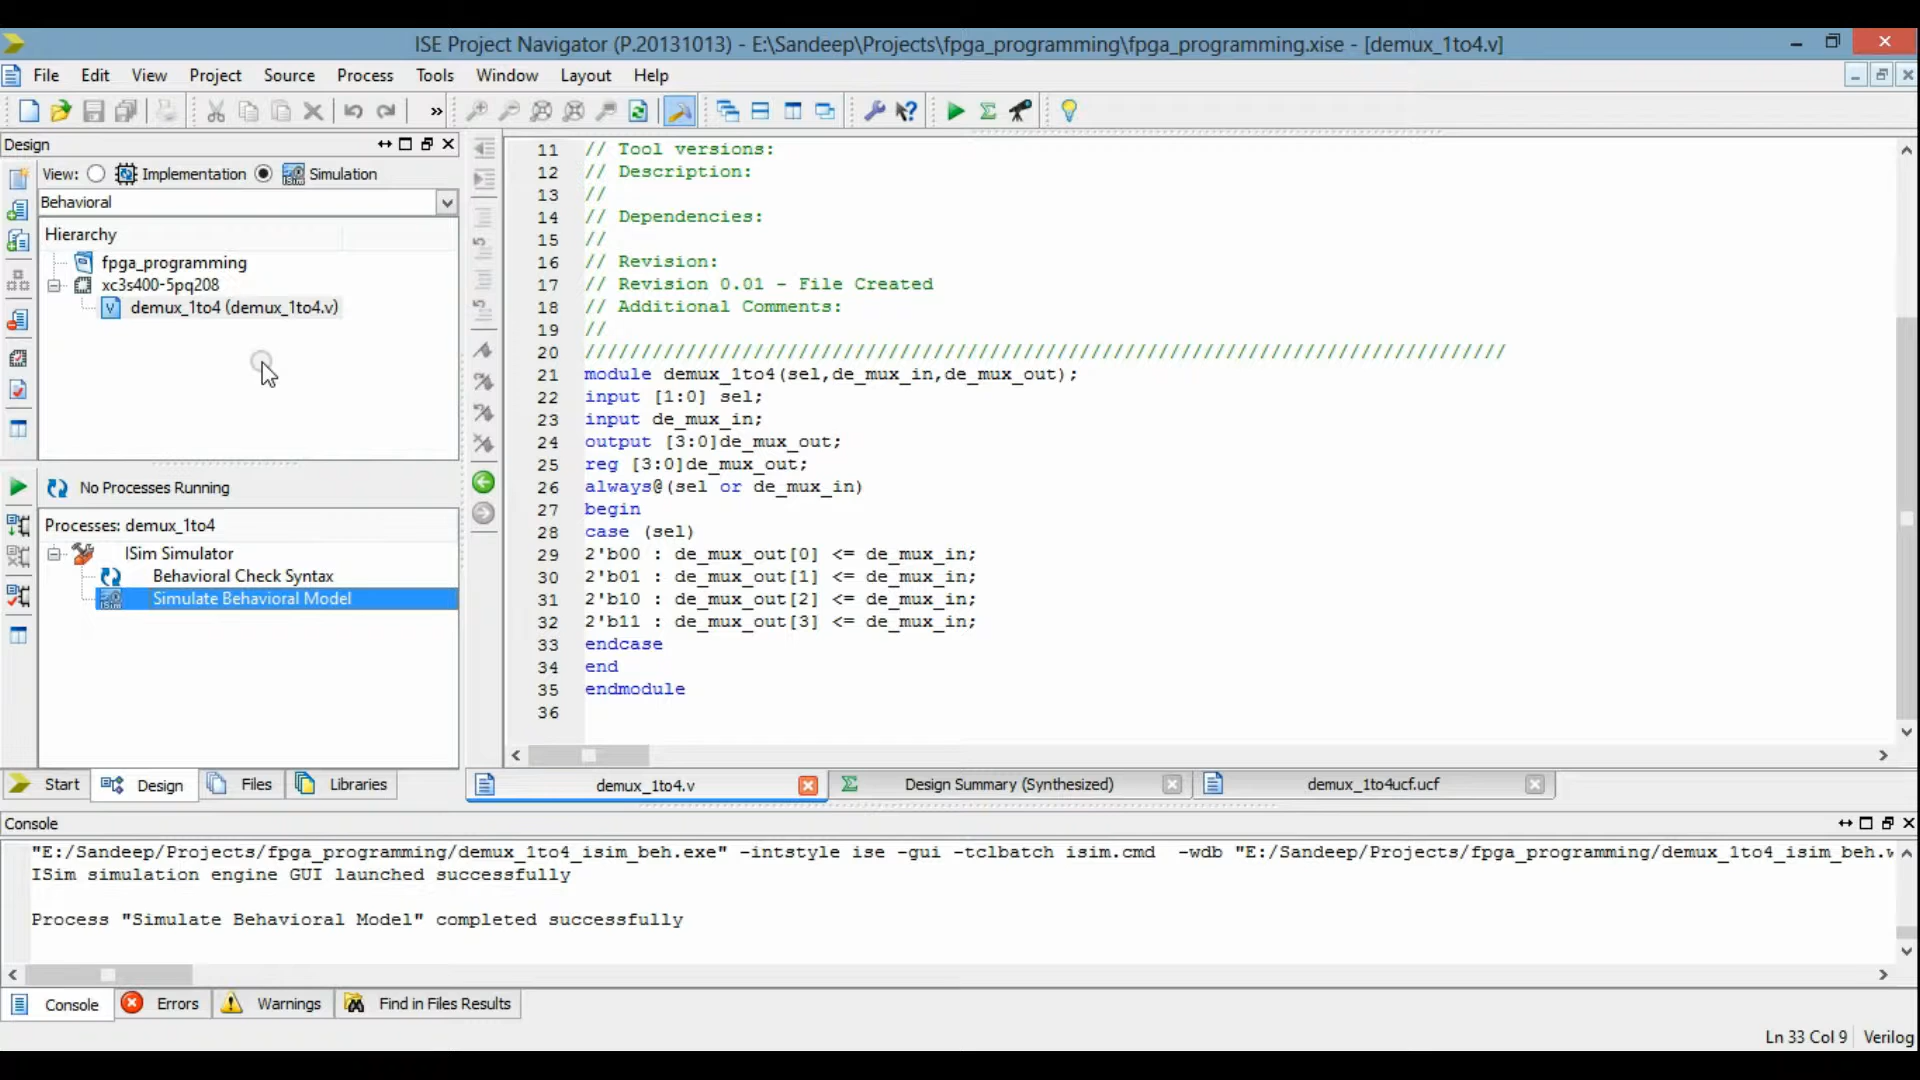 ISE Project Navigator (P.20131013) - E:\Sandeep\Projects\fpga_programming\fpga_programming.xise - [demux_1to4.v]
File Edit View Project Source Process Tools Window Layout Help
Design
View: Implementation Simulation
Behavioral
Hierarchy
fpga_programming
xc3s400-5pq208
demux_1to4 (demux_1to4.v)
No Processes Running
Processes: demux_1to4
ISim Simulator
Behavioral Check Syntax
Simulate Behavioral Model
Start Design Files Libraries
11 // Tool versions:
12 // Description:
13 //
14 // Dependencies:
15 //
16 // Revision:
17 // Revision 0.01 - File Created
18 // Additional Comments:
19 //
20 //////////////////////////////////////////////////////////////////////////////////
21 module demux_1to4(sel,de_mux_in,de_mux_out);
22 input [1:0] sel;
23 input de_mux_in;
24 output [3:0]de_mux_out;
25 reg [3:0]de_mux_out;
26 always@(sel or de_mux_in)
27 begin
28 case (sel)
29 2'b00 : de_mux_out[0] <= de_mux_in;
30 2'b01 : de_mux_out[1] <= de_mux_in;
31 2'b10 : de_mux_out[2] <= de_mux_in;
32 2'b11 : de_mux_out[3] <= de_mux_in;
33 endcase
34 end
35 endmodule
36
demux_1to4.v Design Summary (Synthesized) demux_1to4ucf.ucf
Console
"E:/Sandeep/Projects/fpga_programming/demux_1to4_isim_beh.exe" -intstyle ise -gui -tclbatch isim.cmd -wdb "E:/Sandeep/Projects/fpga_programming/demux_1to4_isim_beh.
ISim simulation engine GUI launched successfully
Process "Simulate Behavioral Model" completed successfully
Console Errors Warnings Find in Files Results
Ln 33 Col 9 Verilog